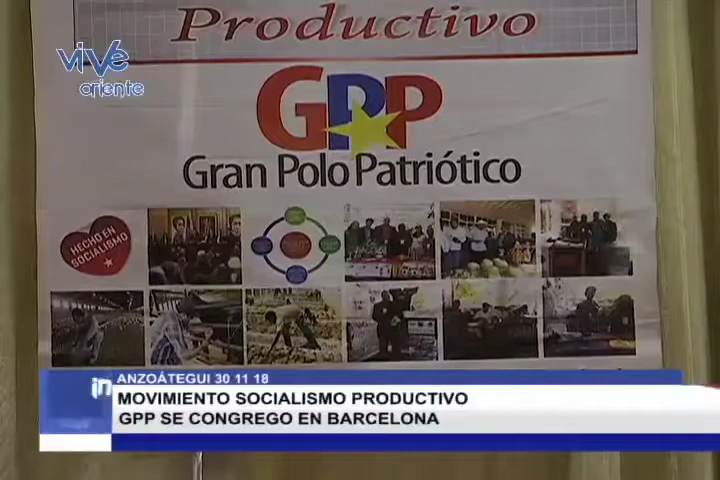 Productivo
vive
oriente
GPP
Gran Polo Patriótico
HECHO EN
SOCIALISMO
in
ANZOÁTEGUI 30 11 18
MOVIMIENTO SOCIALISMO PRODUCTIVO
GPP SE CONGREGO EN BARCELONA